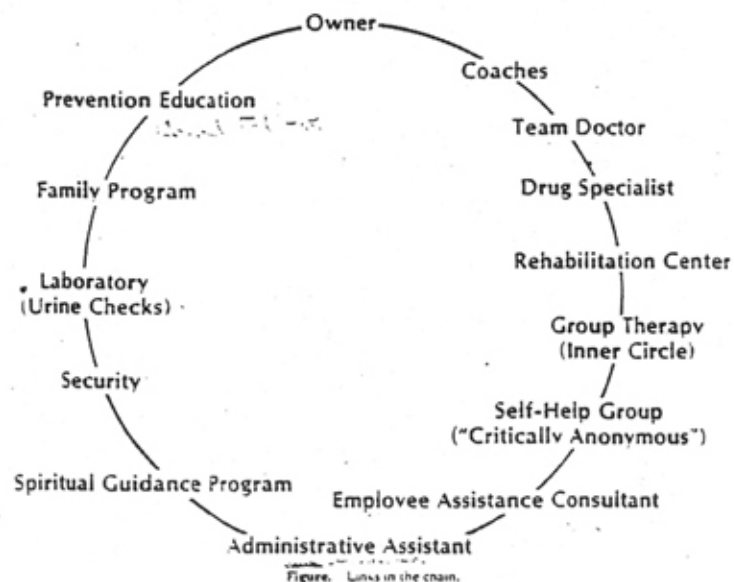 Owner
Coaches
Prevention Education
Team Doctor
Family Program
Drug Specialist
Rehabilitation Center
Laboratory
(Urine Checks)
Group Therapy
(Inner Circle)
Security
Self-Help Group
("Critically Anonymous")
Spiritual Guidance Program
Employee Assistance Consultant
Administrative Assistant
Figure. Links in the chain.